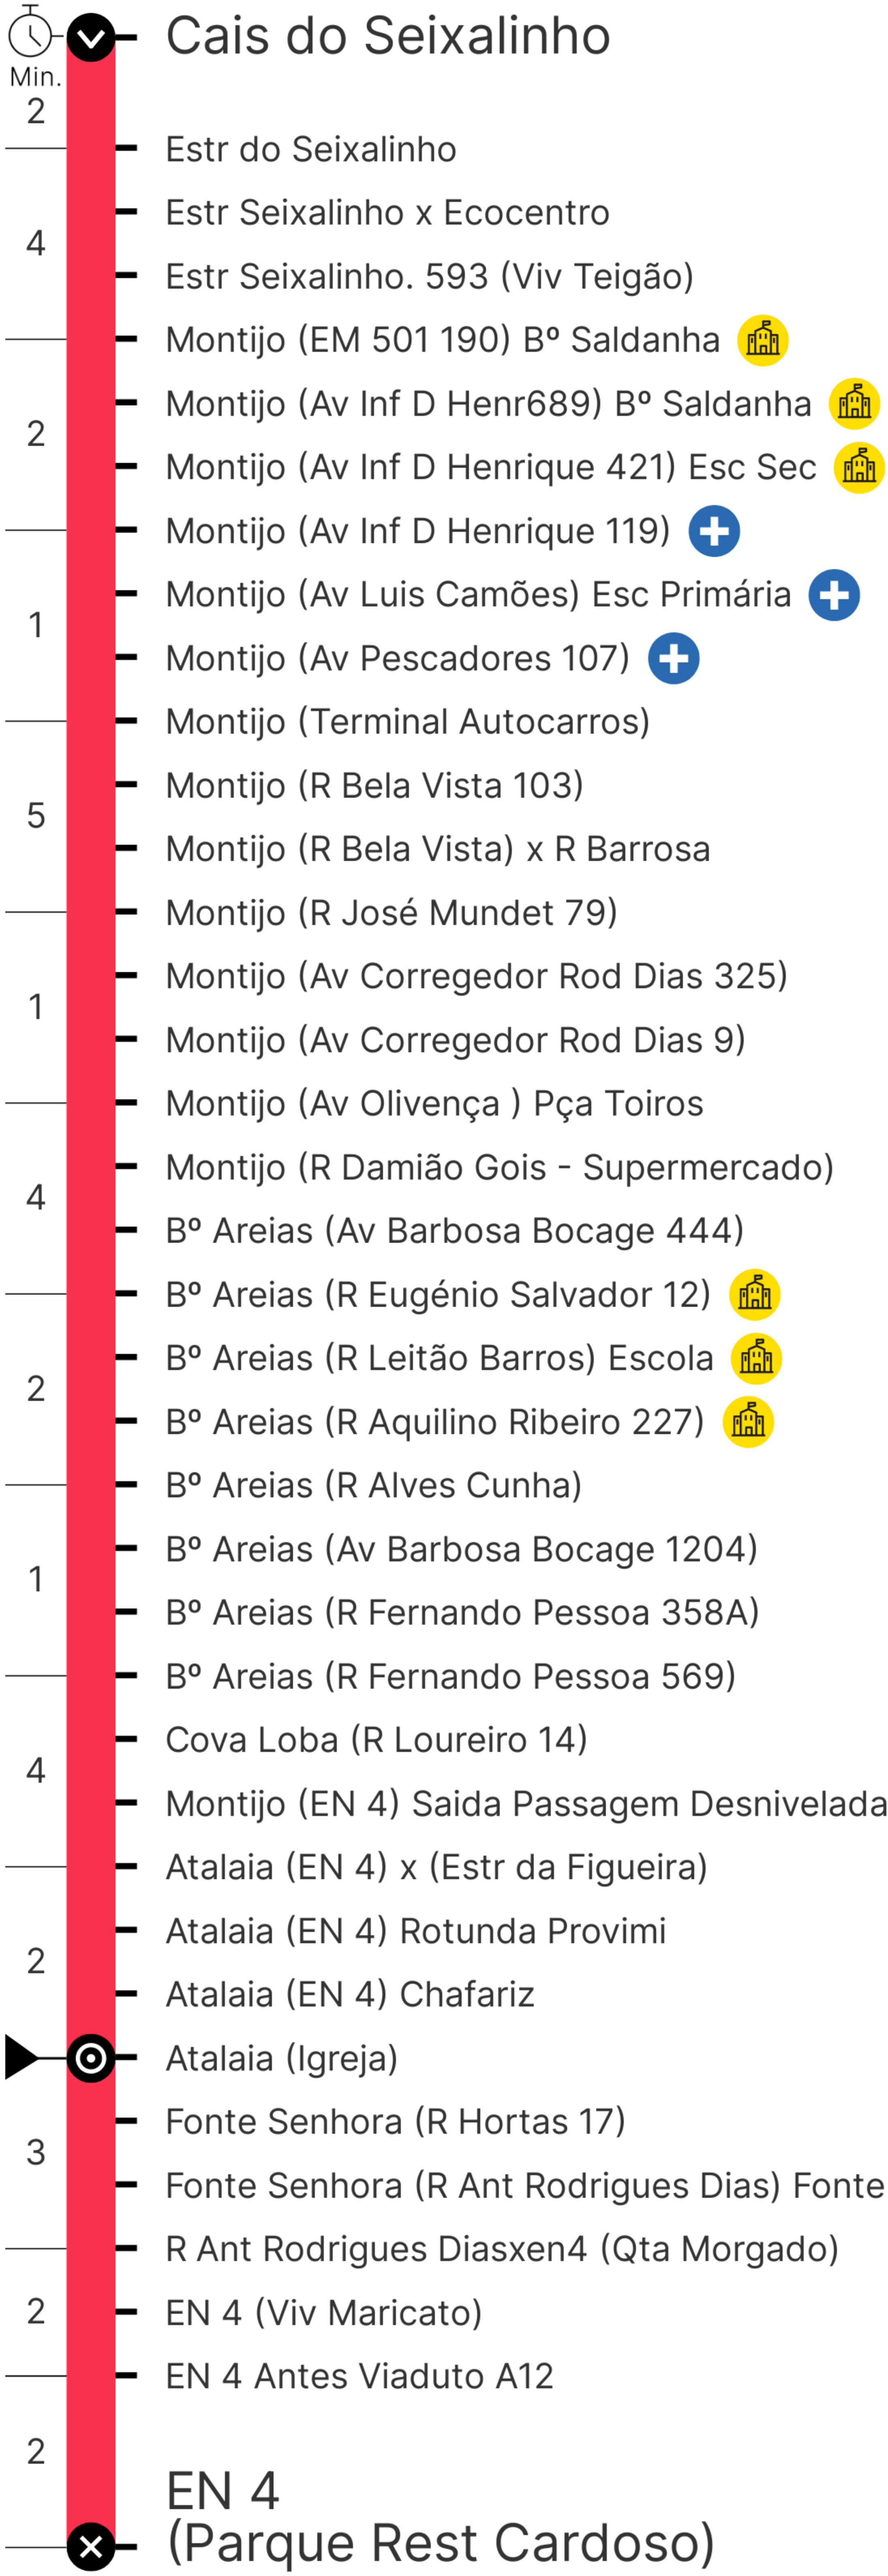 Cais do Seixalinho
Min.
2
Estr do Seixalinho
Estr Seixalinho x Ecocentro
4
Estr Seixalinho. 593 (Viv Teigão)
Montijo (EM 501 190) Bº Saldanha
Montijo (Av Inf D Henr689) Bº Saldanha
2
Montijo (Av Inf D Henrique 421) Esc Sec
Montijo (Av Inf D Henrique 119)
Montijo (Av Luis Camões) Esc Primária
1
Montijo (Av Pescadores 107)
Montijo (Terminal Autocarros)
Montijo (R Bela Vista 103)
5
Montijo (R Bela Vista) x R Barrosa
Montijo (R José Mundet 79)
Montijo (Av Corregedor Rod Dias 325)
1
Montijo (Av Corregedor Rod Dias 9)
Montijo (Av Olivença ) Pça Toiros
Montijo (R Damião Gois - Supermercado)
4
Bº Areias (Av Barbosa Bocage 444)
Bº Areias (R Eugénio Salvador 12)
Bº Areias (R Leitão Barros) Escola
2
Bº Areias (R Aquilino Ribeiro 227)
Bº Areias (R Alves Cunha)
Bº Areias (Av Barbosa Bocage 1204)
1
Bº Areias (R Fernando Pessoa 358A)
Bº Areias (R Fernando Pessoa 569)
Cova Loba (R Loureiro 14)
4
Montijo (EN 4) Saida Passagem Desnivelada
Atalaia (EN 4) x (Estr da Figueira)
Atalaia (EN 4) Rotunda Provimi
2
Atalaia (EN 4) Chafariz
Atalaia (Igreja)
Fonte Senhora (R Hortas 17)
3
Fonte Senhora (R Ant Rodrigues Dias) Fonte
R Ant Rodrigues Diasxen4 (Qta Morgado)
2
EN 4 (Viv Maricato)
EN 4 Antes Viaduto A12
2
EN 4
(Parque Rest Cardoso)